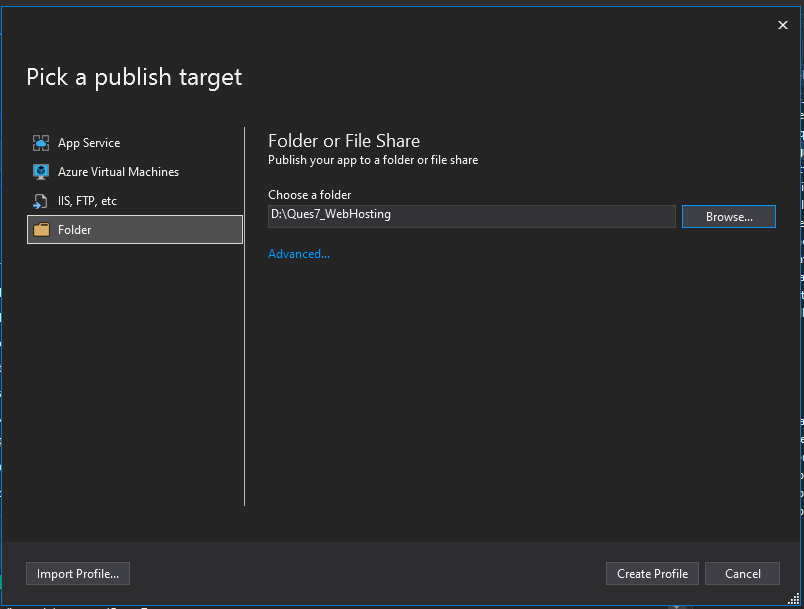 Pick a publish target
App Service
Azure Virtual Machines
IIS, FTP, etc
Folder
Folder or File Share
Publish your app to a folder or file share
Choose a folder
D:\Ques7_WebHosting
Browse...
Advanced...
Import Profile...
Create Profile
Cancel